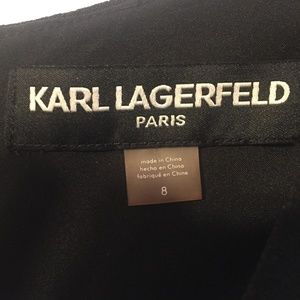 KARL LAGERFELD
PARIS
made in China
hecho en China
fabriqué en Chine
8